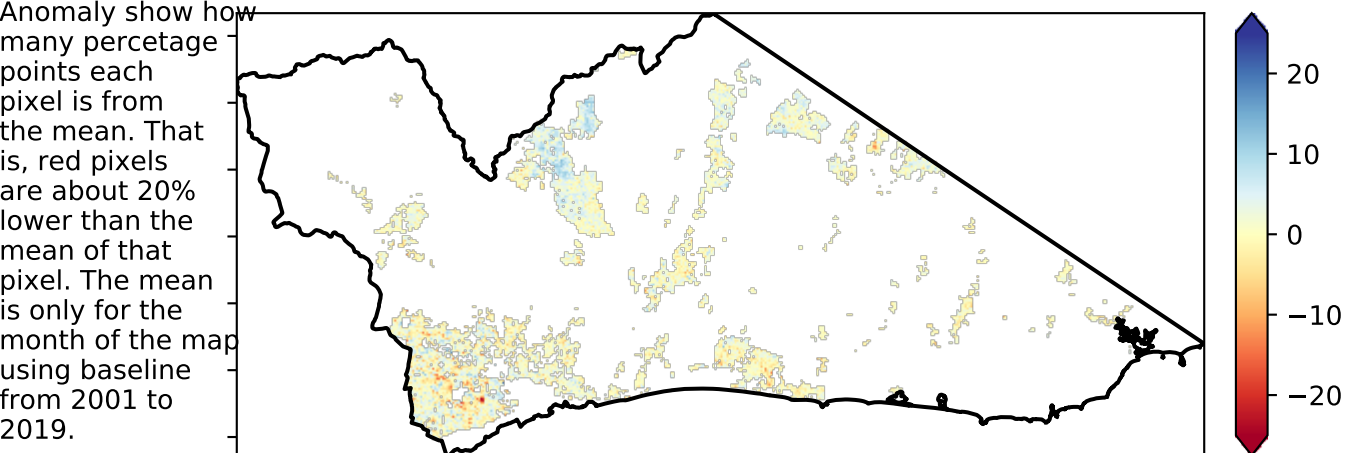 Anomaly show how
many percetage
points each
pixel is from
the mean. That
is, red pixels
are about 20%
lower than the
mean of that
pixel. The mean
is only for the
month of the map
using baseline
from 2001 to
2019.
20
10
0
−10
−20